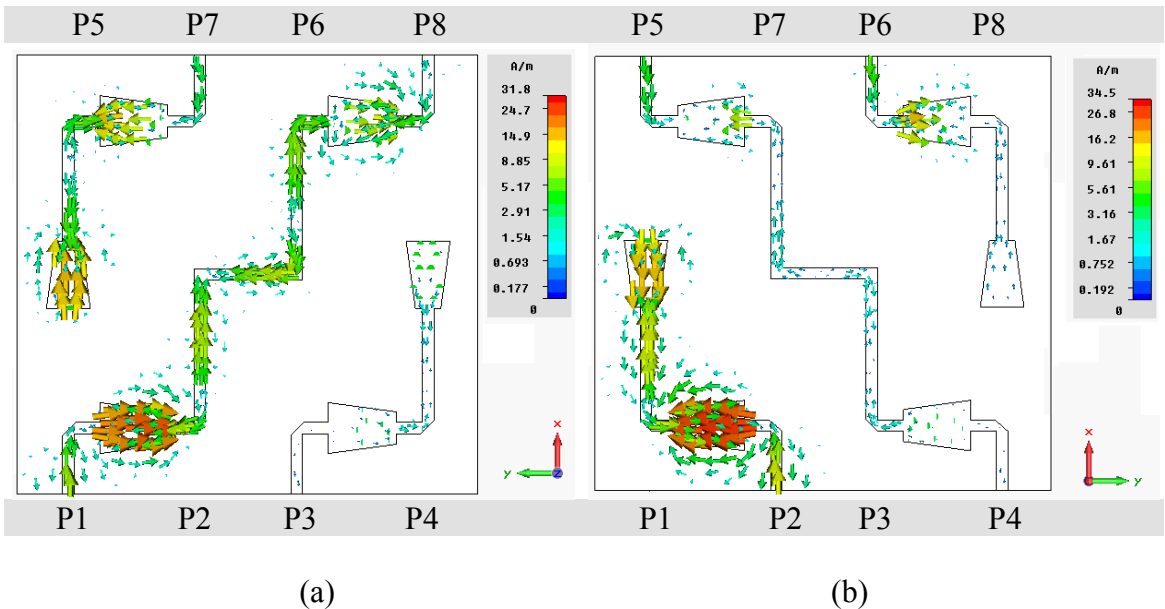 P5 P7 P6 P8 P5 P7 P6 P8
A/m
31.8
24.7
14.9
8.85
5.17
2.91
1.54
0.693
0.177
0
x
y z
A/m
34.5
26.8
16.2
9.61
5.61
3.16
1.67
0.752
0.192
0
x
y
P1 P2 P3 P4 P1 P2 P3 P4
(a) (b)